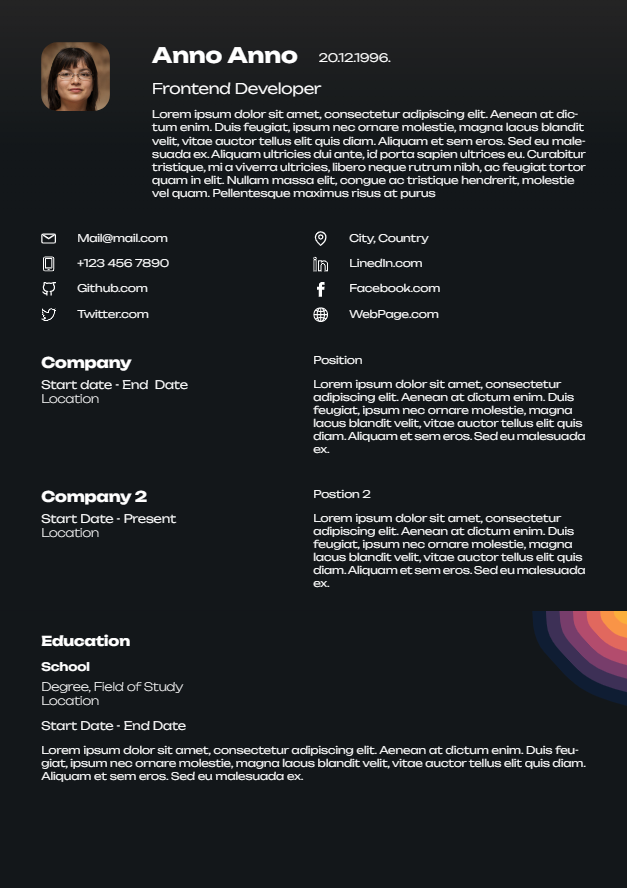 Anno Anno 20.12.1996.
Frontend Developer
Lorem ipsum dolor sit amet, consectetur adipiscing elit. Aenean at dic-
tum enim. Duis feugiat, ipsum nec ornare molestie, magna lacus blandit
velit, vitae auctor tellus elit quis diam. Aliquam et sem eros. Sed eu male-
suada ex. Aliquam ultricies dui ante, id porta sapien ultrices eu. Curabitur
tristique, mi a viverra ultricies, libero neque rutrum nibh, ac feugiat tortor
quam in elit. Nullam massa elit, congue ac tristique hendrerit, molestie
vel quam. Pellentesque maximus risus at purus
Mail@mail.com
+123 456 7890
Github.com
Twitter.com
City, Country
LinedIn.com
Facebook.com
WebPage.com
Company
Start date - End Date
Location
Position
Lorem ipsum dolor sit amet, consectetur
adipiscing elit. Aenean at dictum enim. Duis
feugiat, ipsum nec ornare molestie, magna
lacus blandit velit, vitae auctor tellus elit quis
diam. Aliquam et sem eros. Sed eu malesuada
ex.
Company 2
Start Date - Present
Location
Postion 2
Lorem ipsum dolor sit amet, consectetur
adipiscing elit. Aenean at dictum enim. Duis
feugiat, ipsum nec ornare molestie, magna
lacus blandit velit, vitae auctor tellus elit quis
diam. Aliquam et sem eros. Sed eu malesuada
ex.
Education
School
Degree, Field of Study
Location
Start Date - End Date
Lorem ipsum dolor sit amet, consectetur adipiscing elit. Aenean at dictum enim. Duis feu-
giat, ipsum nec ornare molestie, magna lacus blandit velit, vitae auctor tellus elit quis diam.
Aliquam et sem eros. Sed eu malesuada ex.